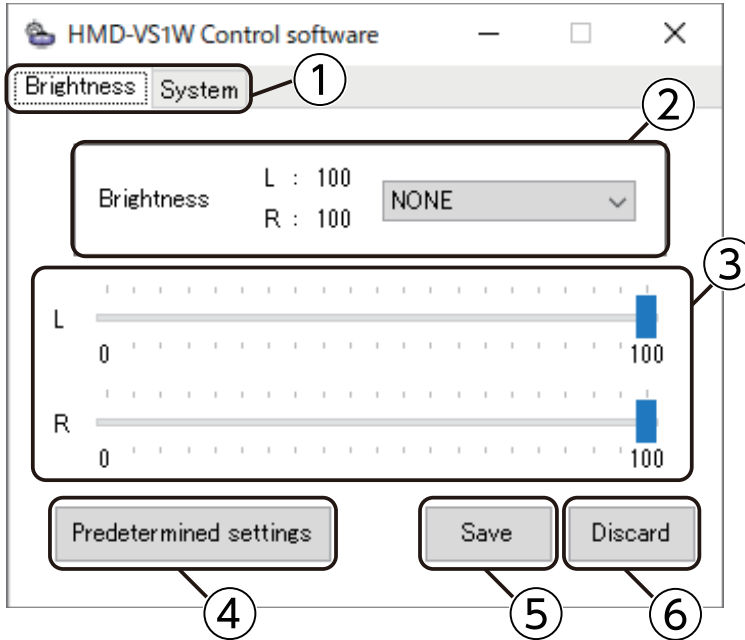 HMD-VS1W Control software
Brightness System
①
②
Brightness L : 100 NONE
R : 100
③
L
0 100
R
0 100
Predetermined settings Save Discard
④ ⑤ ⑥